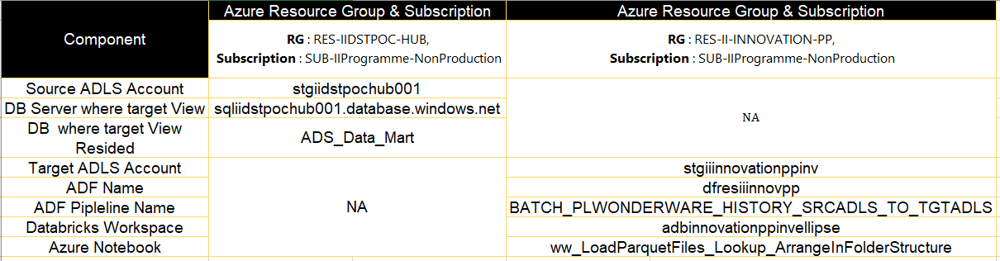 Component
Azure Resource Group & Subscription
Azure Resource Group & Subscription
RG : RES-IIDSTPOC-HUB,
Subscription : SUB-IIProgramme-NonProduction
RG : RES-II-INNOVATION-PP,
Subscription : SUB-IIProgramme-NonProduction
Source ADLS Account
stgiidstpochub001
NA
DB Server where target View
sqliidstpochub001.database.windows.net
DB where target View
Resided
ADS_Data_Mart
Target ADLS Account
NA
stgiiinnovationppinv
ADF Name
dfresiiinnovpp
ADF Pipleline Name
BATCH_PLWONDERWARE_HISTORY_SRCADLS_TO_TGTADLS
Databricks Workspace
adbinnovationppinvellipse
Azure Notebook
ww_LoadParquetFiles_Lookup_ArrangeInFolderStructure